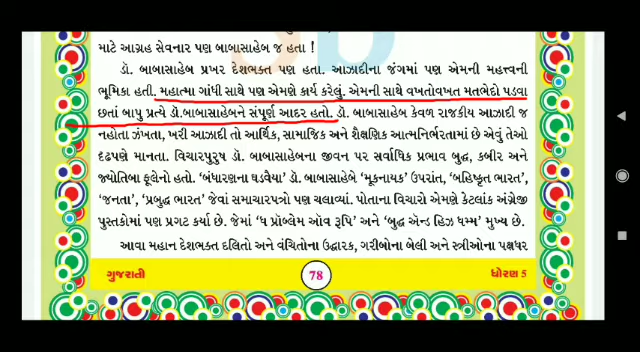 માટે આગ્રહ સેવનાર પણ બાબાસાહેબ જ હતા !
ડૉ. બાબાસાહેબ પ્રખર દેશભક્ત પણ હતા. આઝાદીના જંગમાં પણ એમની મહત્ત્વની
ભૂમિકા હતી. મહાત્મા ગાંધી સાથે પણ એમણે કાર્ય કરેલું. એમની સાથે વખતોવખત મતભેદો પડવા
છતાં બાપુ પ્રત્યે ડૉ.બાબાસાહેબને સંપૂર્ણ આદર હતો. ડૉ. બાબાસાહેબ કેવળ રાજકીય આઝાદી જ
નહોતા ઝંખતા, ખરી આઝાદી તો આર્થિક, સામાજિક અને શૈક્ષણિક આત્મનિર્ભરતામાં છે એવું તેઓ
દૃઢપણે માનતા. વિચારપુરુષ ડૉ. બાબાસાહેબના જીવન પર સર્વાધિક પ્રભાવ બુદ્ધ, કબીર અને
જ્યોતિબા ફૂલેનો હતો. ‘બંધારણના ઘડવૈયા’ ડૉ. બાબાસાહેબે ‘મૂકનાયક’ ઉપરાંત, ‘બહિષ્કૃત ભારત’,
‘જનતા’, ‘પ્રબુદ્ધ ભારત’ જેવાં સમાચારપત્રો પણ ચલાવ્યાં. પોતાના વિચારો એમણે કેટલાંક અંગ્રેજી
પુસ્તકોમાં પણ પ્રગટ કર્યા છે. જેમાં ‘ધ પ્રૉબ્લેમ ઑવ રૂપિ’ અને ‘બુદ્ધ ઍન્ડ હિઝ ધમ્મ’ મુખ્ય છે.
આવા મહાન દેશભક્ત દલિતો અને વંચિતોના ઉદ્ધારક, ગરીબોના બેલી અને સ્ત્રીઓના પક્ષધર
ગુજરાતી 78 ધોરણ 5